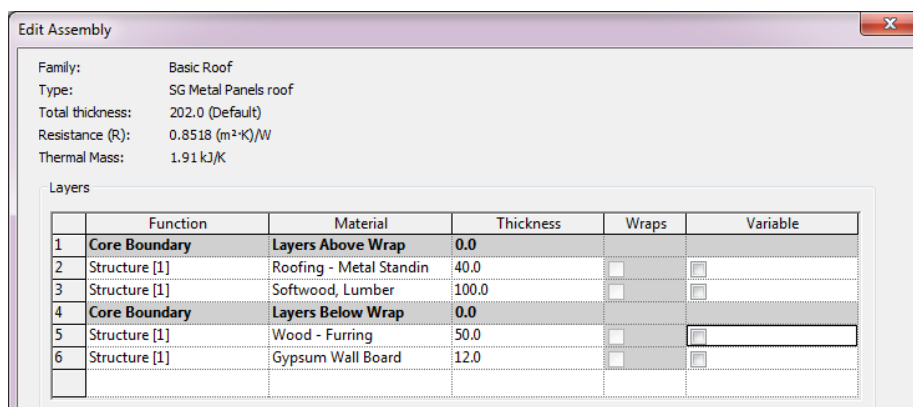 Edit Assembly
Family: Basic Roof
Type: SG Metal Panels roof
Total thickness: 202.0 (Default)
Resistance (R): 0.8518 (m²·K)/W
Thermal Mass: 1.91 kJ/K
Layers
Function Material Thickness Wraps Variable
1 Core Boundary Layers Above Wrap 0.0
2 Structure [1] Roofing - Metal Standin 40.0
3 Structure [1] Softwood, Lumber 100.0
4 Core Boundary Layers Below Wrap 0.0
5 Structure [1] Wood - Furring 50.0
6 Structure [1] Gypsum Wall Board 12.0